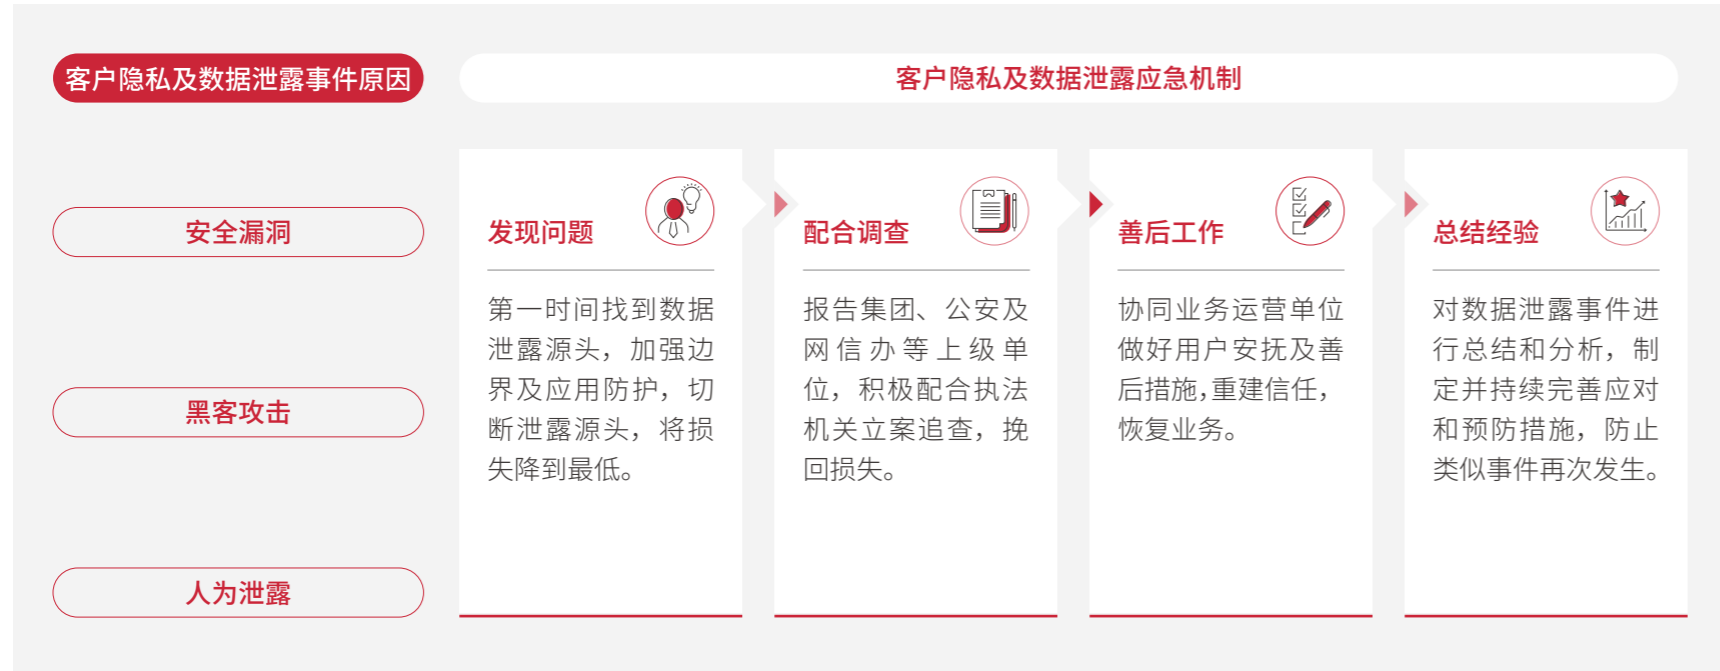 客户隐私及数据泄露事件原因
客户隐私及数据泄露应急机制
安全漏洞
黑客攻击
人为泄露
发现问题
第一时间找到数据
泄露源头，加强边
界及应用防护，切
断泄露源头，将损
失降到最低。
配合调查
报告集团、公安及
网信办等上级单
位，积极配合执法
机关立案追查，挽
回损失。
善后工作
协同业务运营单位
做好用户安抚及善
后措施，重建信任，
恢复业务。
总结经验
对数据泄露事件进
行总结和分析，制
定并持续完善应对
和预防措施，防止
类似事件再次发生。